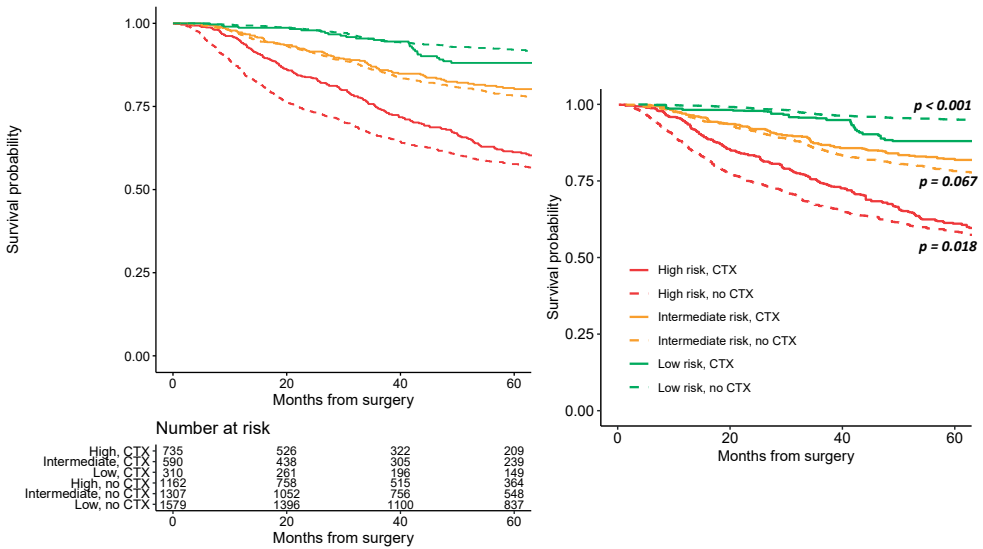 Survival probability
1.00
0.75
0.50
0.25
0.00
0 20 40 60
Months from surgery
Number at risk
High, CTX 735 526 322 209
Intermediate, CTX 590 438 305 239
Low, CTX 310 261 196 149
High, no CTX 1162 758 515 364
Intermediate, no CTX 1307 1052 756 548
Low, no CTX 1579 1396 1100 837
0 20 40 60
Months from surgery
Survival probability
1.00
0.75
0.50
0.25
0.00
p < 0.001
p = 0.067
p = 0.018
High risk, CTX
High risk, no CTX
Intermediate risk, CTX
Intermediate risk, no CTX
Low risk, CTX
Low risk, no CTX
0 20 40 60
Months from surgery